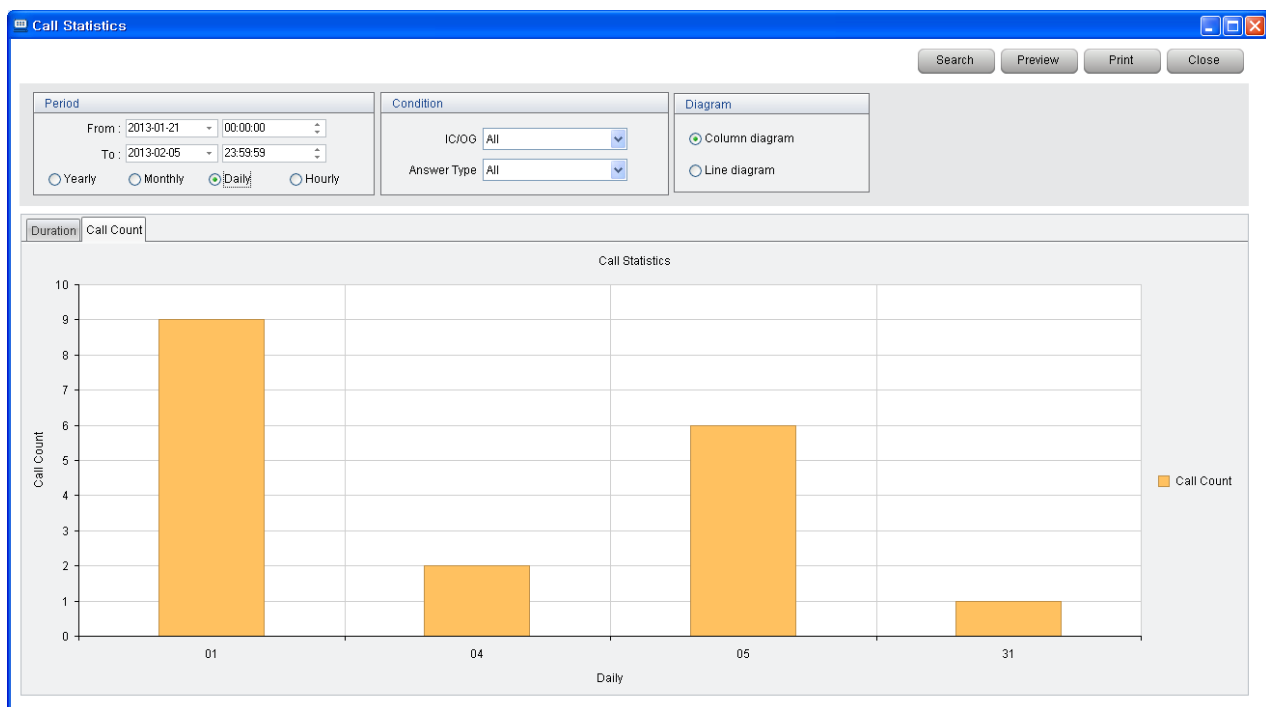 Call Statistics
Search Preview Print Close
Period
From : 2013-01-21 00:00:00
To : 2013-02-05 23:59:59
Yearly Monthly Daily Hourly
Condition
IC/OG All
Answer Type All
Diagram
Column diagram
Line diagram
Duration Call Count
Call Statistics
10
9
8
7
6
5
4
3
2
1
0
Call Count
01 04 05 31
Daily
Call Count